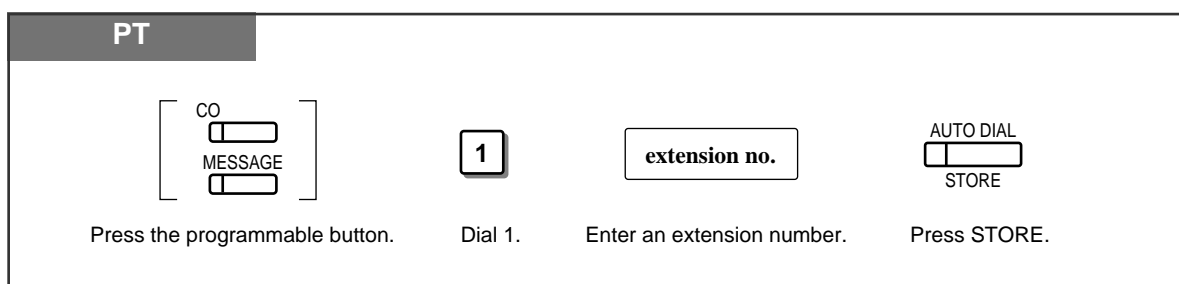 PT
CO
MESSAGE
1
extension no.
AUTO DIAL
STORE
Press the programmable button.
Dial 1.
Enter an extension number.
Press STORE.